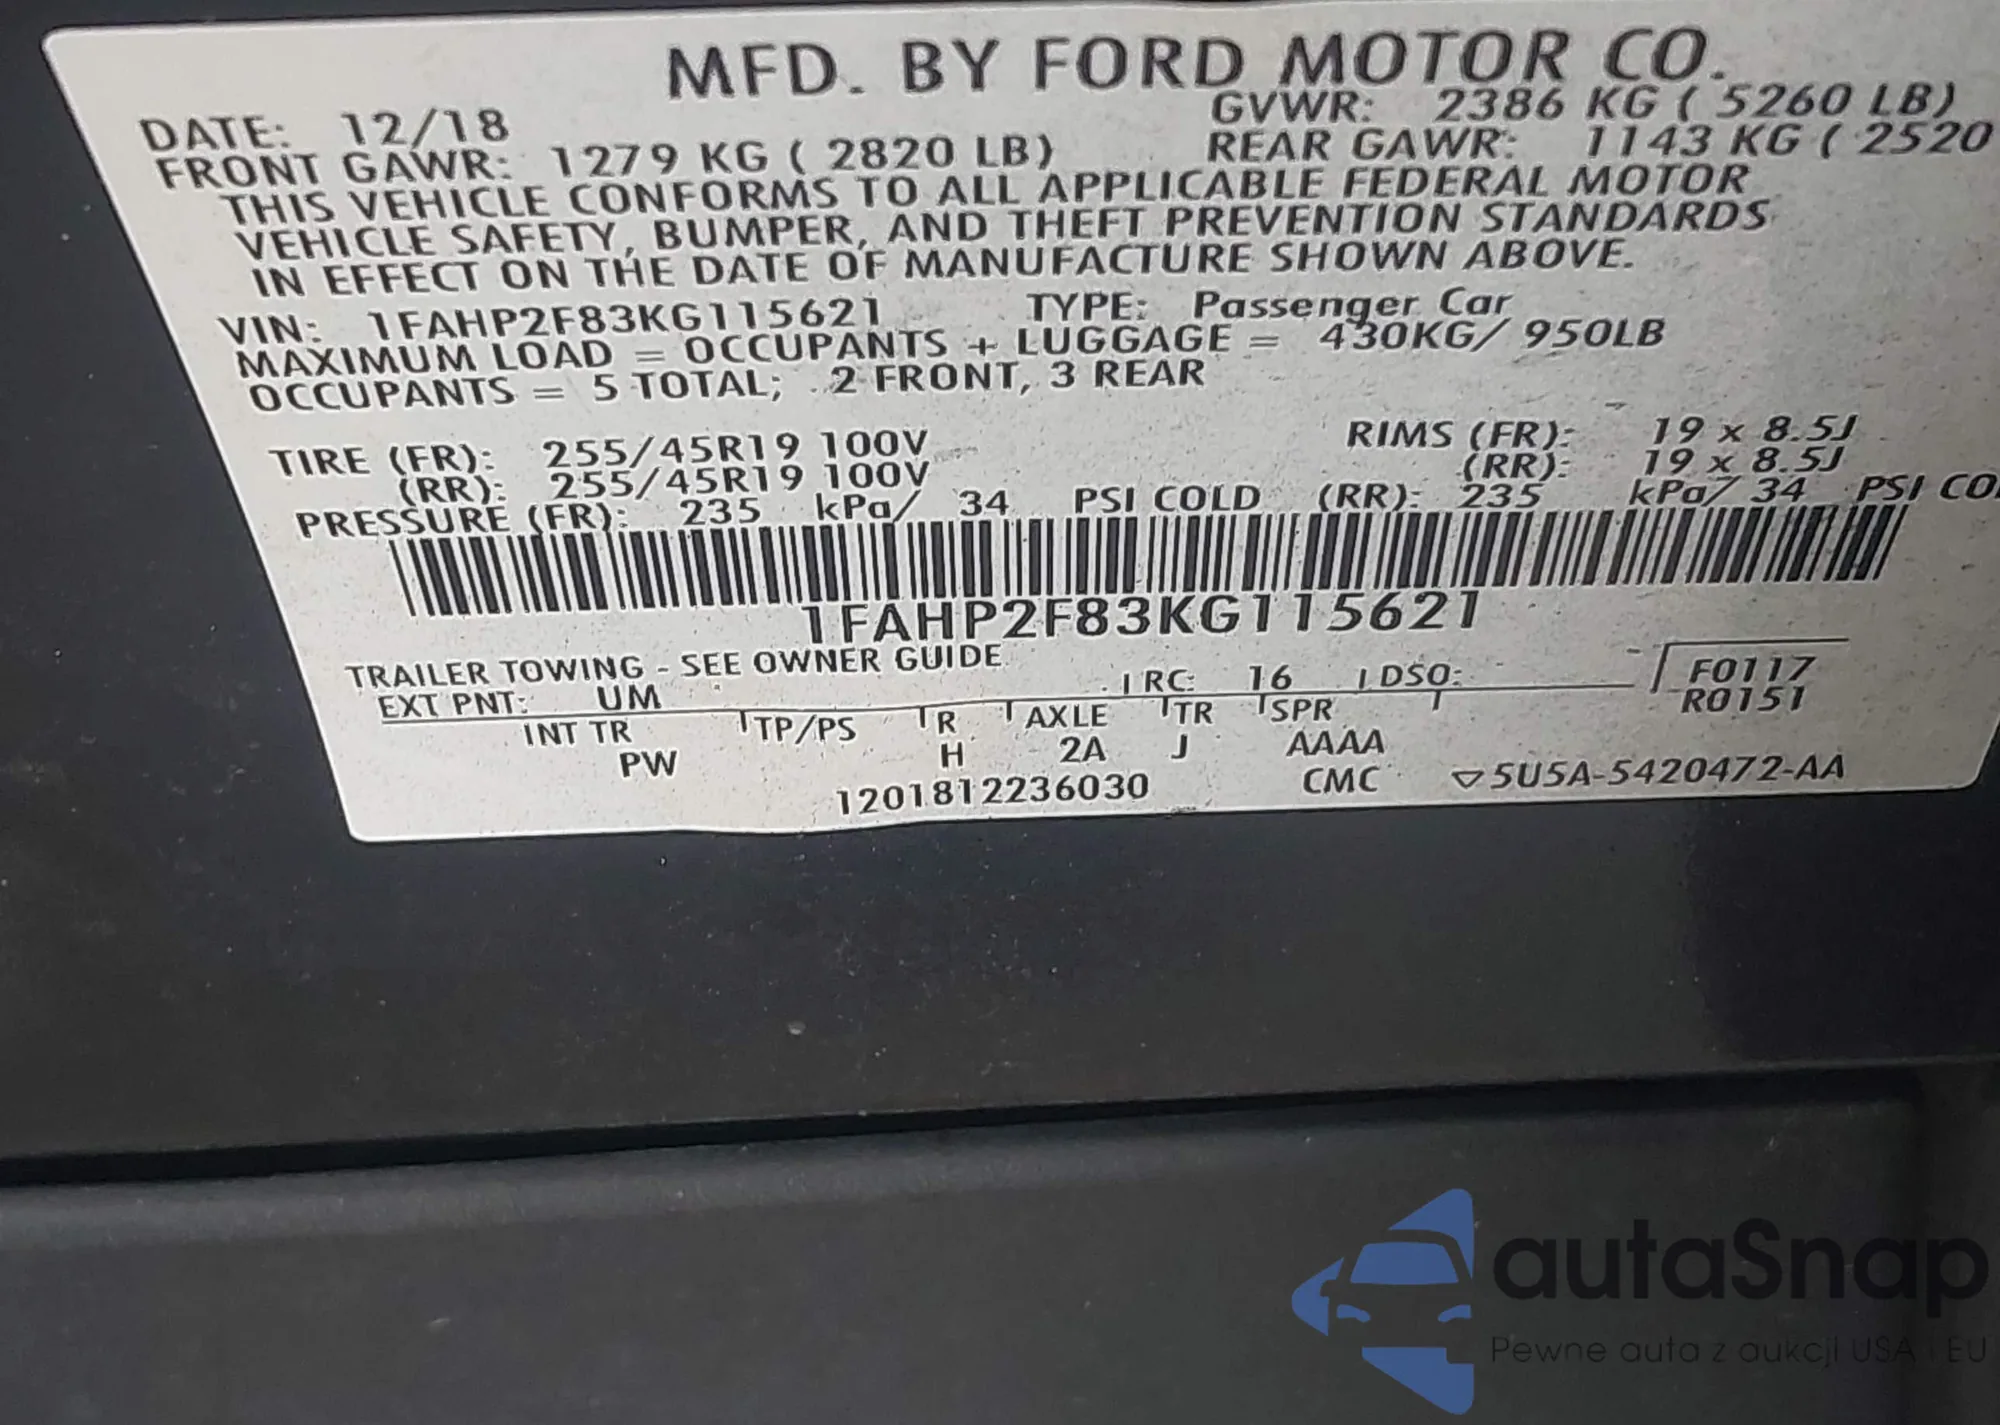 MFD. BY FORD MOTOR CO.
DATE: 12/18 GVWR: 2386 KG ( 5260 LB)
FRONT GAWR: 1279 KG ( 2820 LB) REAR GAWR: 1143 KG ( 2520
THIS VEHICLE CONFORMS TO ALL APPLICABLE FEDERAL MOTOR
VEHICLE SAFETY, BUMPER, AND THEFT PREVENTION STANDARDS
IN EFFECT ON THE DATE OF MANUFACTURE SHOWN ABOVE.
VIN: 1FAHP2F83KG115621 TYPE: Passenger Car
MAXIMUM LOAD = OCCUPANTS + LUGGAGE = 430KG/ 950LB
OCCUPANTS = 5 TOTAL; 2 FRONT, 3 REAR
TIRE (FR): 255/45R19 100V RIMS (FR): 19 x 8.5J
(RR): 255/45R19 100V (RR): 19 x 8.5J
PRESSURE (FR): 235 kPa/ 34 PSI COLD (RR): 235 kPa/ 34 PSI CO
1FAHP2F83KG115621
TRAILER TOWING - SEE OWNER GUIDE
EXT PNT: UM RC: 16 DSO: F0117
R0151
INT TR TP/PS R AXLE TR SPR
PW H 2A J AAAA
1201812236030 CMC 5U5A-5420472-AA
autaSnap
Pewne auta z aukcji USA i EU